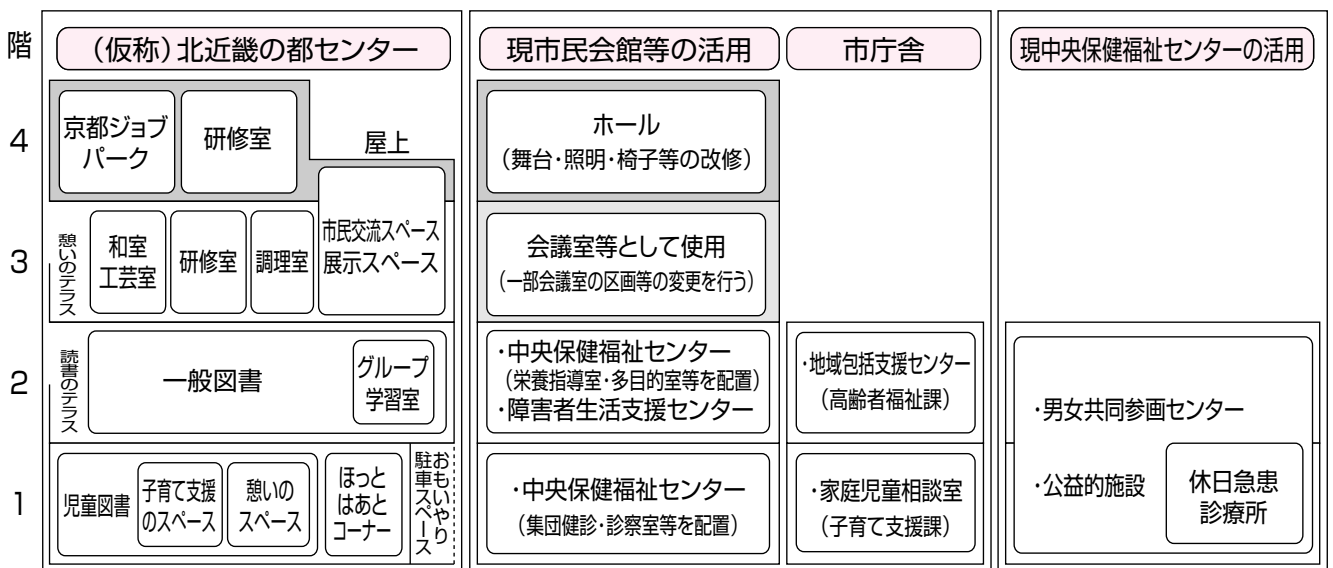 階
(仮称)北近畿の都センター
現市民会館等の活用
市庁舎
現中央保健福祉センターの活用
4
京都ジョブ
パーク
研修室
屋上
ホール
(舞台・照明・椅子等の改修)
3
憩いのテラス
和室
工芸室
研修室
調理室
市民交流スペース
展示スペース
会議室等として使用
(一部会議室の区画等の変更を行う)
2
読書のテラス
一般図書
グループ
学習室
・中央保健福祉センター
(栄養指導室・多目的室等を配置)
・障害者生活支援センター
・地域包括支援センター
(高齢者福祉課)
・男女共同参画センター
1
児童図書
子育て支援
のスペース
憩いの
スペース
ほっと
はあと
コーナー
おもいやり
駐車スペース
・中央保健福祉センター
(集団健診・診察室等を配置)
・家庭児童相談室
(子育て支援課)
・公益的施設
休日急患
診療所